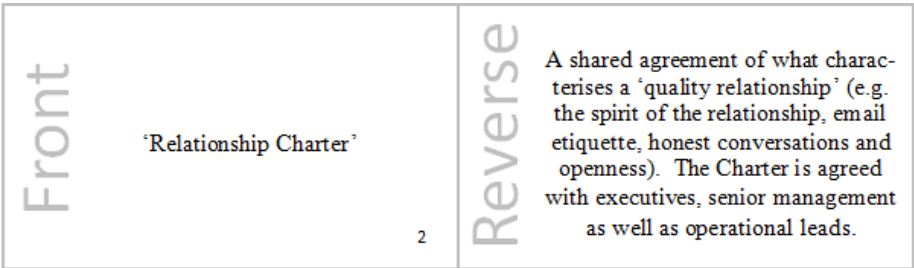 Front
‘Relationship Charter’
2
Reverse
A shared agreement of what charac-
terises a ‘quality relationship’ (e.g.
the spirit of the relationship, email
etiquette, honest conversations and
openness).  The Charter is agreed
with executives, senior management
as well as operational leads.